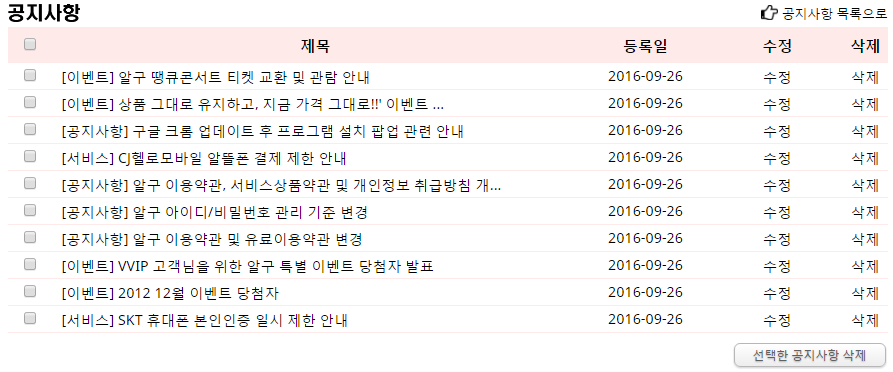 공지사항 공지사항 목록으로
제목 등록일 수정 삭제
[이벤트] 알구 땡큐콘서트 티켓 교환 및 관람 안내 2016-09-26 수정 삭제
[이벤트] 상품 그대로 유지하고, 지금 가격 그대로!!' 이벤트 ... 2016-09-26 수정 삭제
[공지사항] 구글 크롬 업데이트 후 프로그램 설치 팝업 관련 안내 2016-09-26 수정 삭제
[서비스] CJ헬로모바일 알뜰폰 결제 제한 안내 2016-09-26 수정 삭제
[공지사항] 알구 이용약관, 서비스상품약관 및 개인정보 취급방침 개... 2016-09-26 수정 삭제
[공지사항] 알구 아이디/비밀번호 관리 기준 변경 2016-09-26 수정 삭제
[공지사항] 알구 이용약관 및 유료이용약관 변경 2016-09-26 수정 삭제
[이벤트] VVIP 고객님을 위한 알구 특별 이벤트 당첨자 발표 2016-09-26 수정 삭제
[이벤트] 2012 12월 이벤트 당첨자 2016-09-26 수정 삭제
[서비스] SKT 휴대폰 본인인증 일시 제한 안내 2016-09-26 수정 삭제
선택한 공지사항 삭제